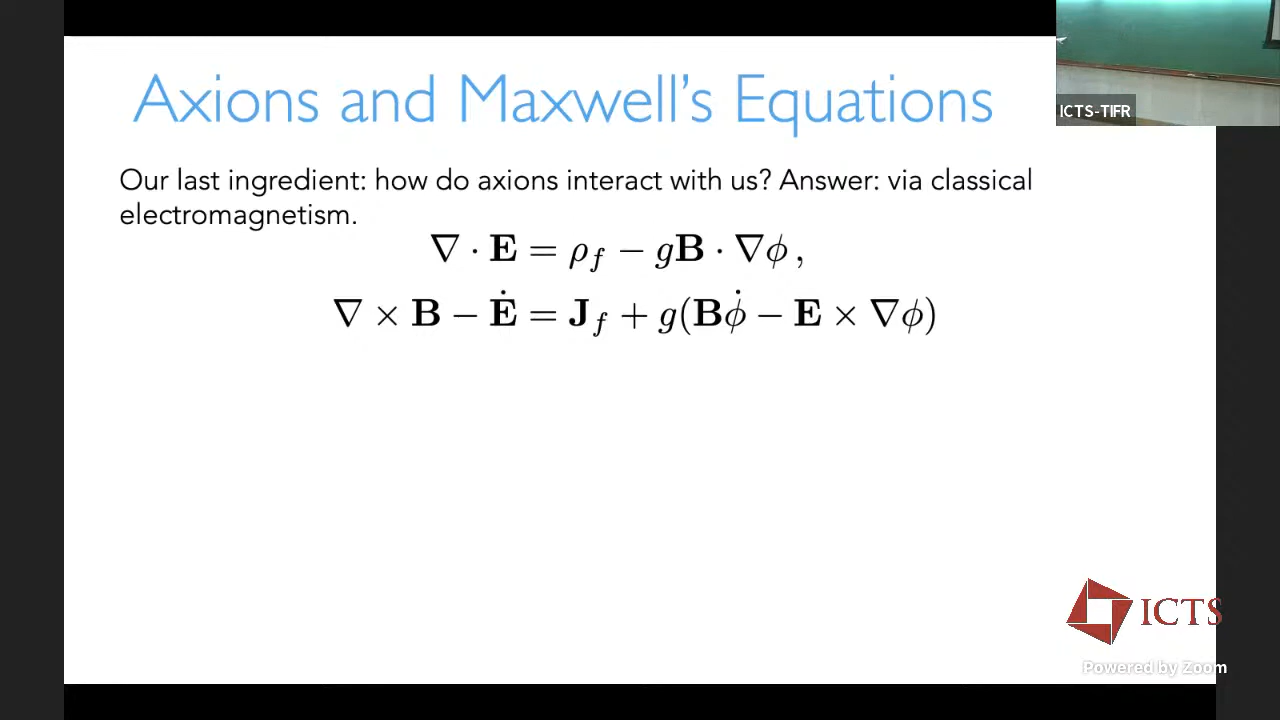 Axions and Maxwell's Equations
ICTS-TIFR
Our last ingredient: how do axions interact with us? Answer: via classical
electromagnetism.
∇ · E = ρ_f − gB · ∇ϕ ,
∇ × B − Ė = J_f + g(Bϕ̇ − E × ∇ϕ)
ICTS
Powered by Zoom